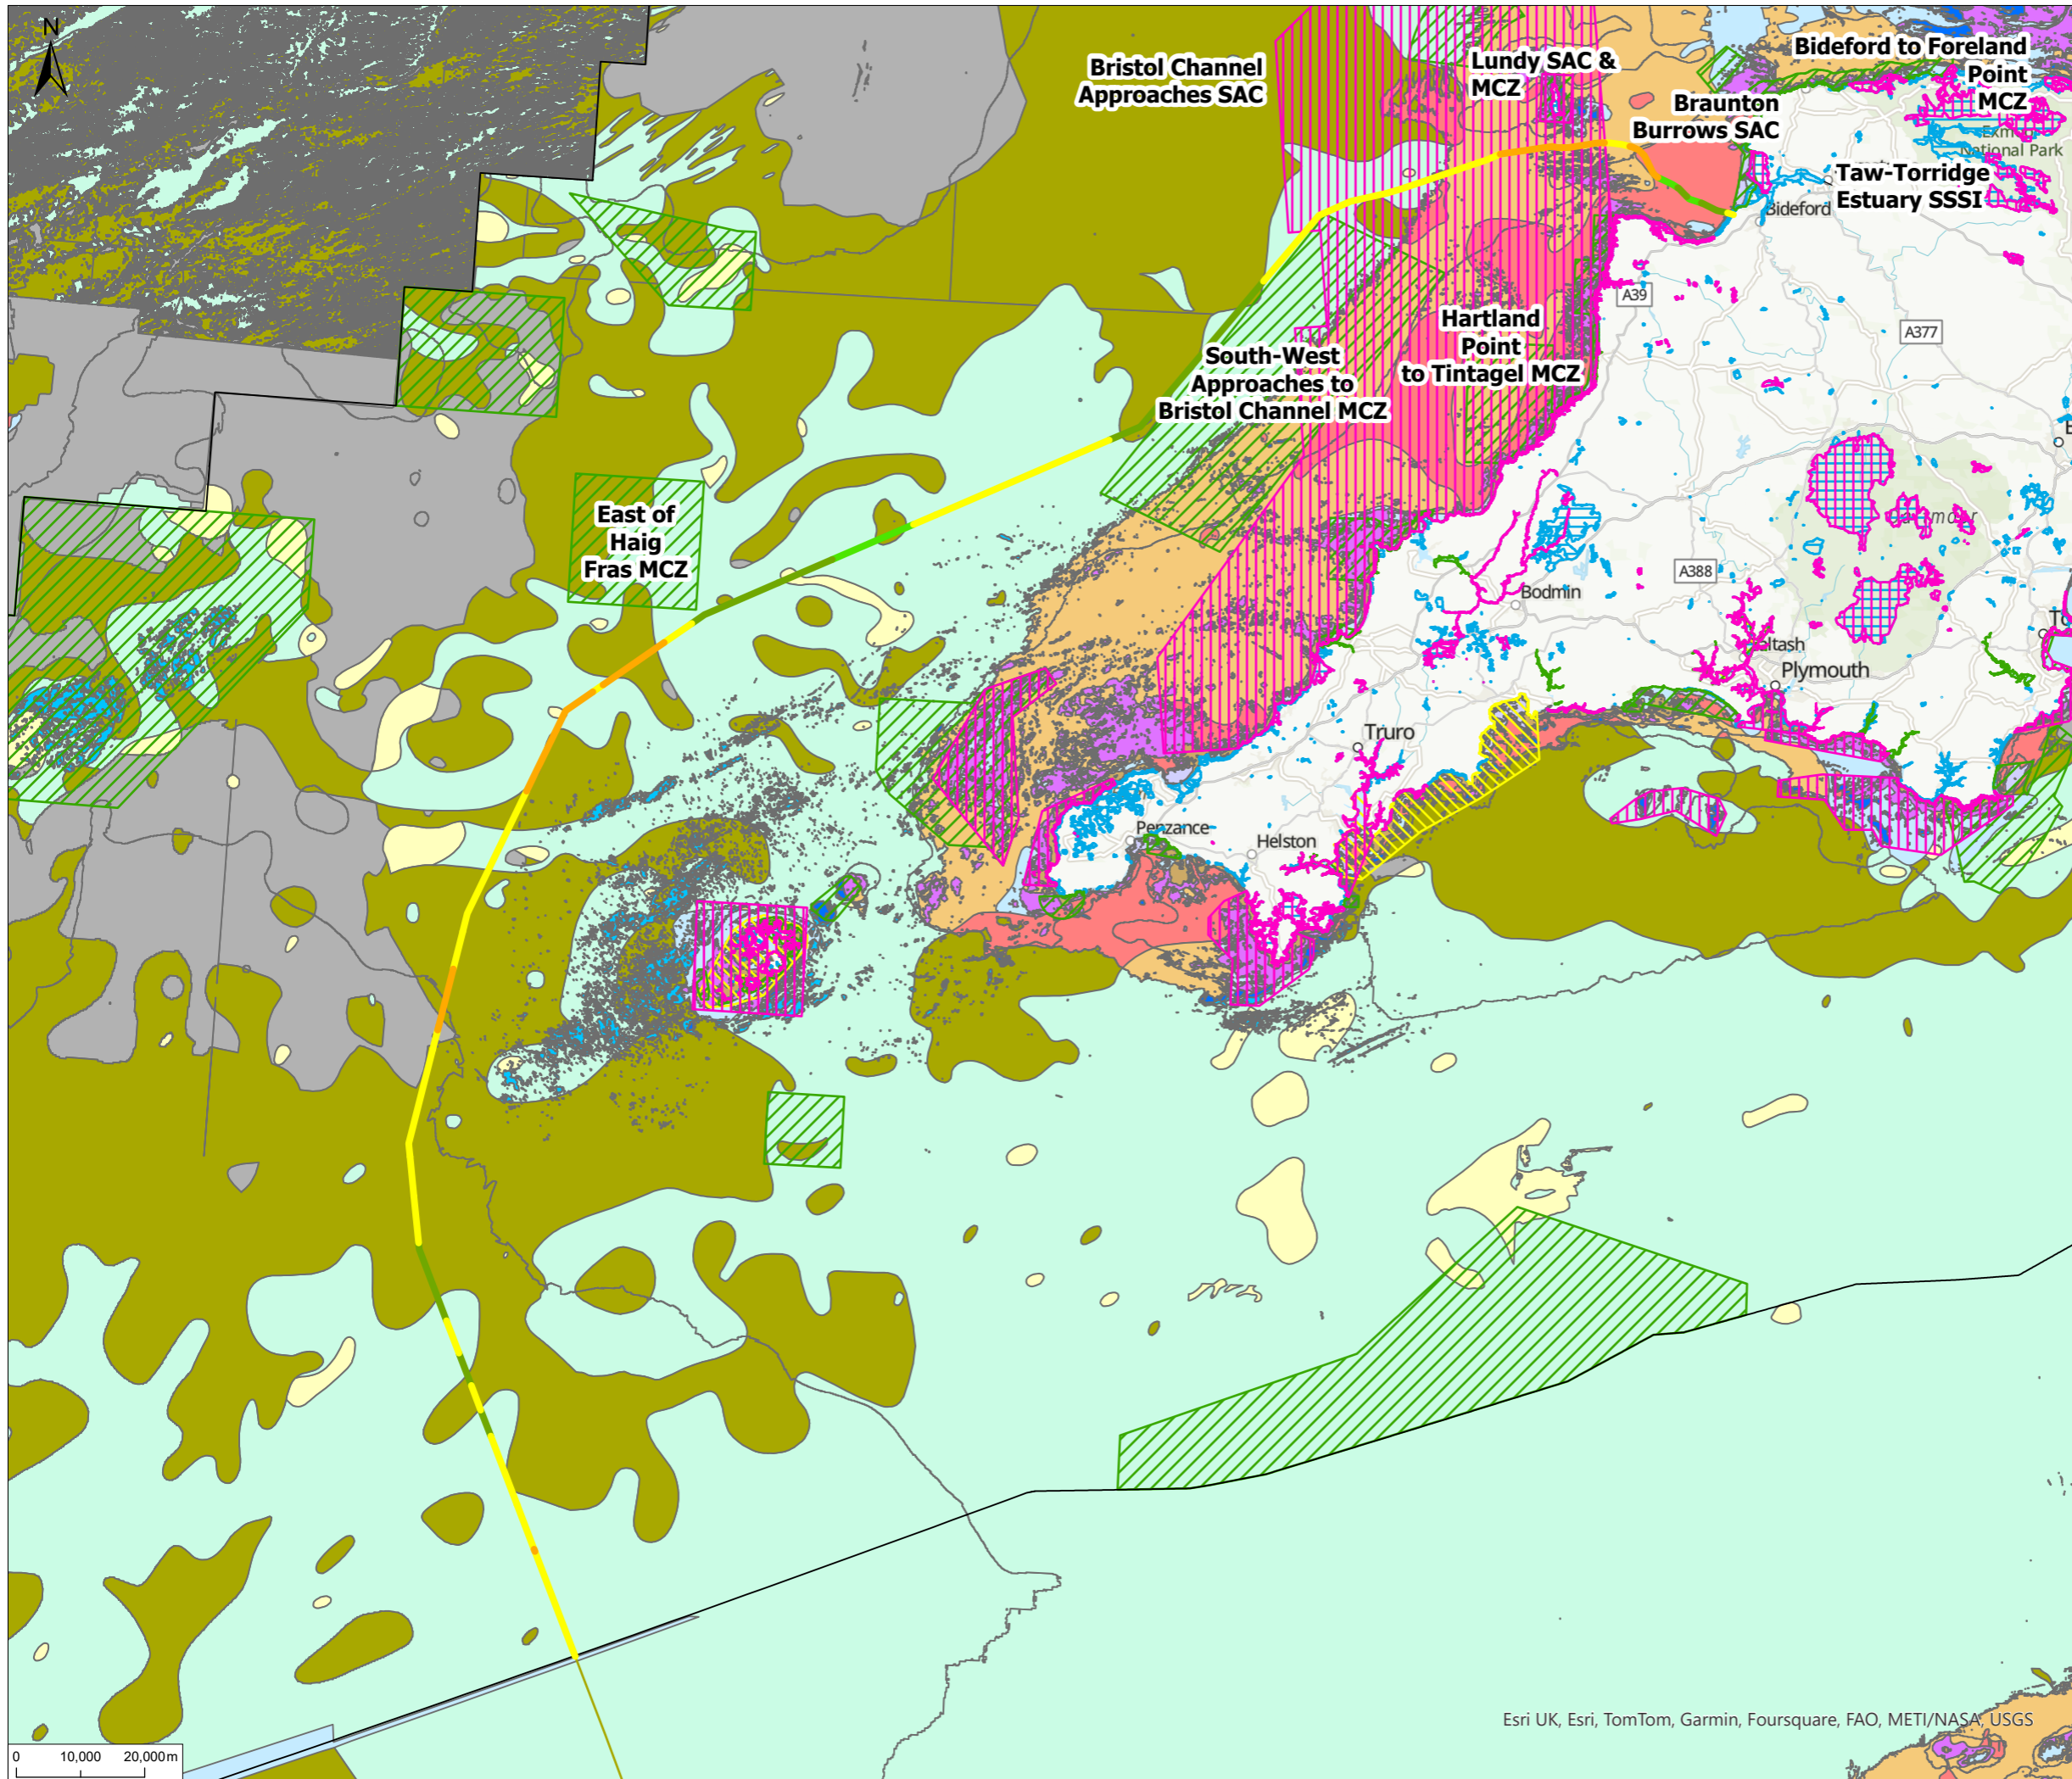 N
Bristol Channel
Approaches SAC
Lundy SAC &
MCZ
Bideford to Foreland
Point
MCZ
Braunton
Burrows SAC
National Park
Taw-Torridge
Estuary SSSI
Bideford
A39
A377
Hartland
Point
to Tintagel MCZ
South-West
Approaches to
Bristol Channel MCZ
East of
Haig
Fras MCZ
A388
Bodmin
Plymouth
Truro
Penzance
Helston
Esri UK, Esri, TomTom, Garmin, Foursquare, FAO, METI/NASA, USGS
0 10,000 20,000 m